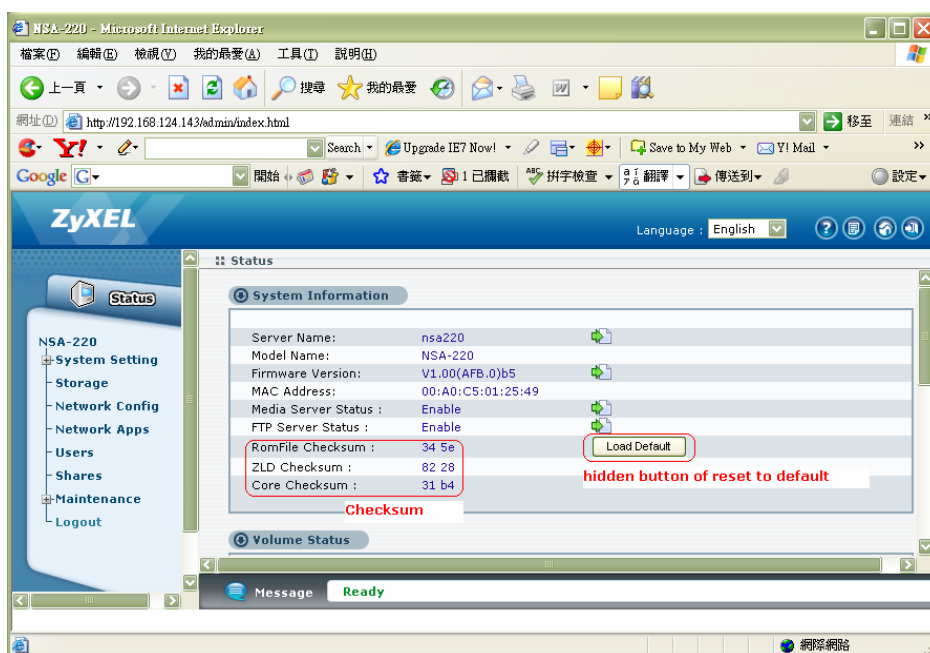 NSA-220 - Microsoft Internet Explorer
檔案(F) 編輯(E) 檢視(V) 我的最愛(A) 工具(T) 說明(H)
上一頁 搜尋 我的最愛
網址(D) http://192.168.124.143/admin/index.html 移至 連結 »
Y! Search Upgrade IE7 Now! Save to My Web Y! Mail »
Google G 開始 書籤 1 已攔截 拼字檢查 翻譯 傳送到 設定
ZyXEL
Language : English
Status
Status
System Information
NSA-220
System Setting
Storage
Network Config
Network Apps
Users
Shares
Maintenance
Logout
Server Name: nsa220
Model Name: NSA-220
Firmware Version: V1.00(AFB.0)b5
MAC Address: 00:A0:C5:01:25:49
Media Server Status : Enable
FTP Server Status : Enable
RomFile Checksum : 34 5e Load Default
ZLD Checksum : 82 28
hidden button of reset to default
Core Checksum : 31 b4
Checksum
Volume Status
Message Ready
網際網路